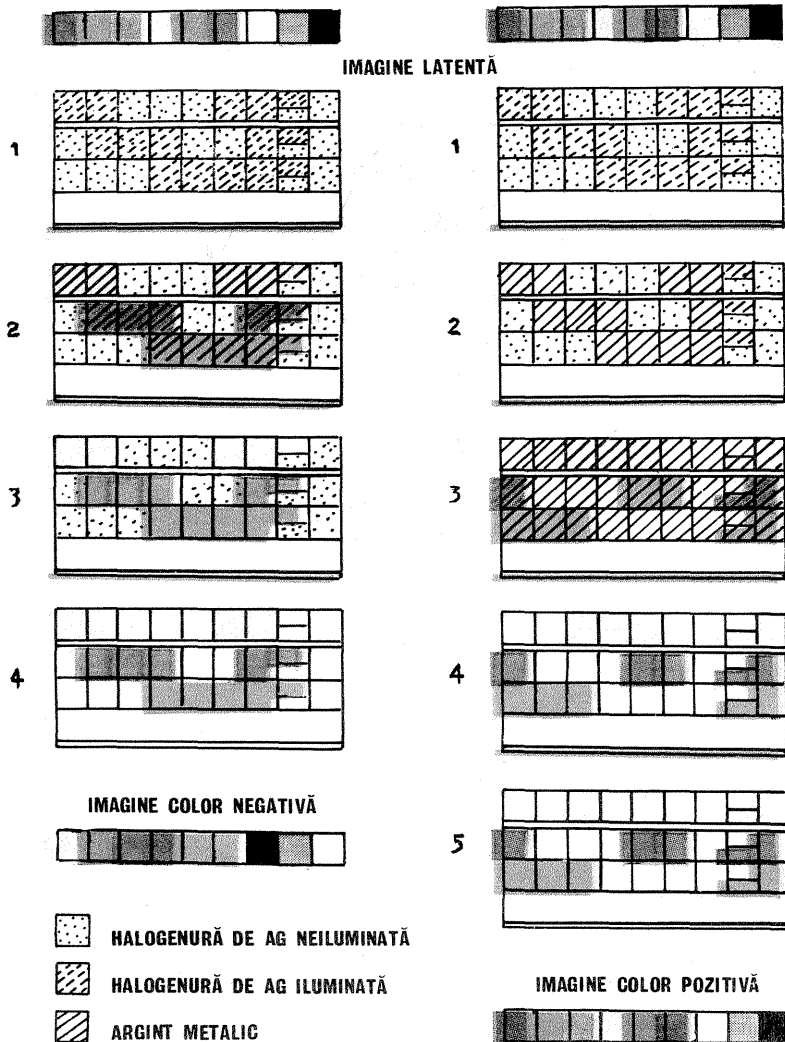 IMAGINE LATENTĂ
1
1
2
2
3
3
4
4
IMAGINE COLOR NEGATIVĂ
5
HALOGENURĂ DE AG NEILUMINATĂ
HALOGENURĂ DE AG ILUMINATĂ
IMAGINE COLOR POZITIVĂ
ARGINT METALIC